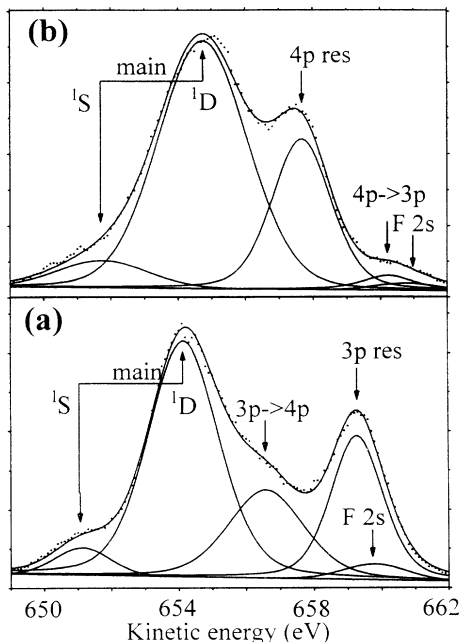 (b)
main
4p res
¹S
¹D
4p->3p
F 2s
(a)
main
3p res
¹S
¹D
3p->4p
F 2s
650 654 658 662
Kinetic energy (eV)